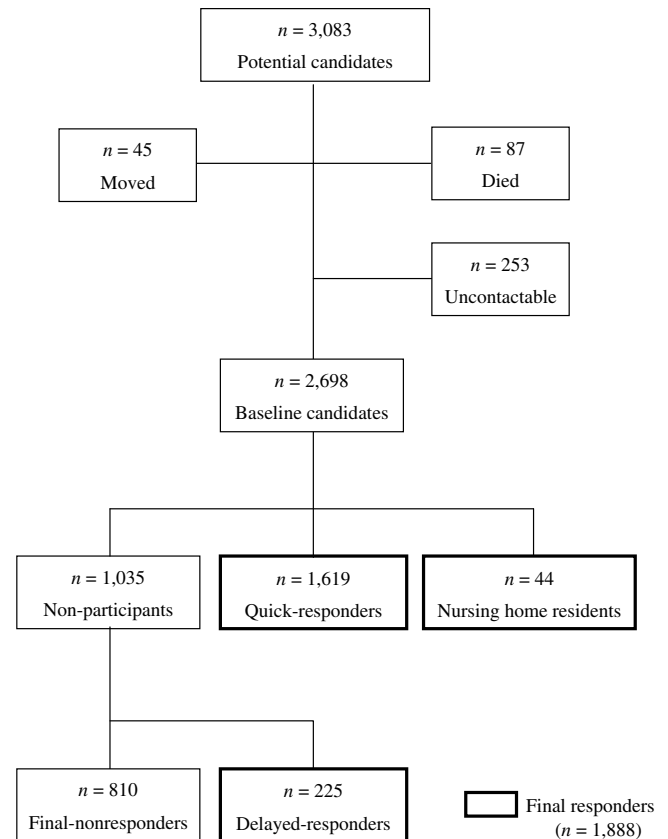 n = 3,083
Potential candidates
n = 45
Moved
n = 87
Died
n = 253
Uncontactable
n = 2,698
Baseline candidates
n = 1,035
Non-participants
n = 1,619
Quick-responders
n = 44
Nursing home residents
n = 810
Final-nonresponders
n = 225
Delayed-responders
Final responders
(n = 1,888)